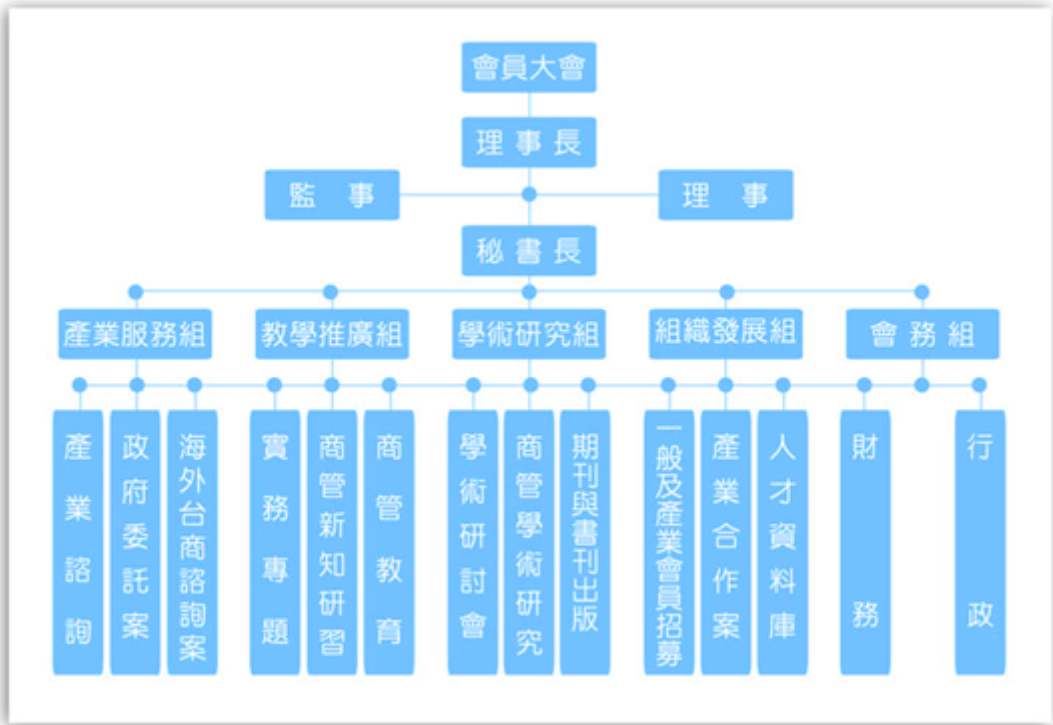 會員大會
理事長
監事
理事
秘書長
產業服務組
教學推廣組
學術研究組
組織發展組
會務組
產業諮詢
政府委託案
海外台商諮詢案
實務專題
商管新知研習
商管教育
學術研討會
商管學術研究
期刊與書刊出版
一般及產業會員招募
產業合作案
人才資料庫
財務
行政